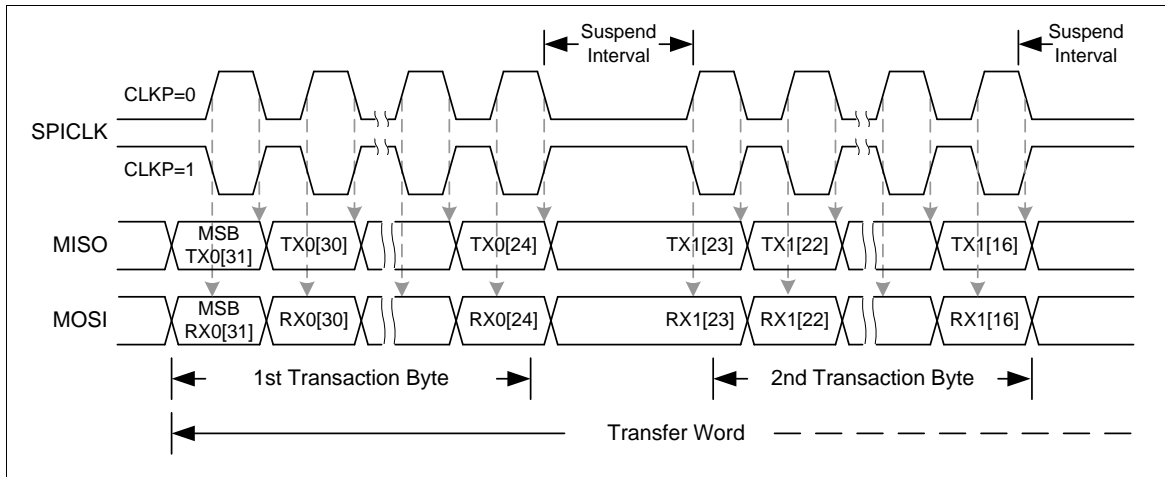 Suspend
Interval
Suspend
Interval
CLKP=0
SPICLK
CLKP=1
MISO
MSB
TX0[31]
TX0[30]
TX0[24]
TX1[23]
TX1[22]
TX1[16]
MOSI
MSB
RX0[31]
RX0[30]
RX0[24]
RX1[23]
RX1[22]
RX1[16]
1st Transaction Byte
2nd Transaction Byte
Transfer Word